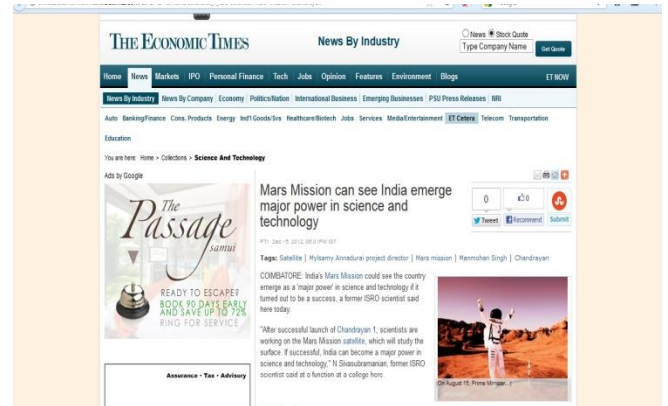 THE ECONOMIC TIMES
News By Industry
News Stock Quote
Type Company Name Get Quote
Home News Markets IPO Personal Finance Tech Jobs Opinion Features Environment Blogs ET NOW
News By Industry News By Company Economy Politics/Nation International Business Emerging Businesses PSU Press Releases NRI
Auto Banking/Finance Cons. Products Energy Ind'l Goods/Svs Healthcare/Biotech Jobs Services Media/Entertainment ET Cetera Telecom Transportation
Education
You are here: Home > Collections > Science And Technology
Ads by Google
The
Passage
samui
READY TO ESCAPE?
BOOK 90 DAYS EARLY
AND SAVE UP TO 72%
RING FOR SERVICE
Assurance • Tax • Advisory
Mars Mission can see India emerge
major power in science and
technology
0 0
Tweet Recommend Submit
Tags: Satellite | Mylsamy Annadurai project director | Mars mission | Manmohan Singh | Chandrayan
COIMBATORE: India's Mars Mission could see the country
emerge as a 'major power' in science and technology if it
turned out to be a success, a former ISRO scientist said
here today.
"After successful launch of Chandrayan 1, scientists are
working on the Mars Mission satellite, which will study the
surface. If successful, India can become a major power in
science and technology," N Sivasubramanian, former ISRO
scientist said at a function at a college here.
(On August 15, Prime Minister...)